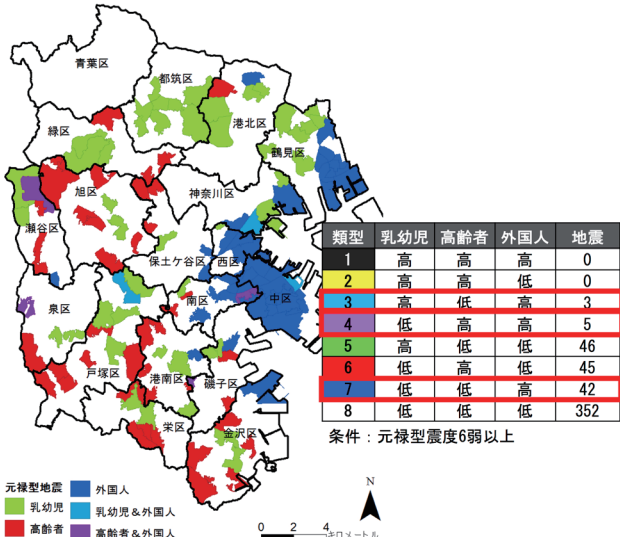 青葉区
都筑区
緑区
港北区
鶴見区
旭区
神奈川区
瀬谷区
保土ケ谷区
西区
泉区
南区
中区
戸塚区
港南区
磯子区
栄区
金沢区
類型 乳幼児 高齢者 外国人 地震
1 高 高 高 0
2 高 高 低 0
3 高 低 高 3
4 低 高 高 5
5 高 低 低 46
6 低 高 低 45
7 低 低 高 42
8 低 低 低 352
条件：元禄型震度6弱以上
元禄型地震
外国人
乳幼児
乳幼児＆外国人
高齢者
高齢者＆外国人
N
0 2 4
キロメートル